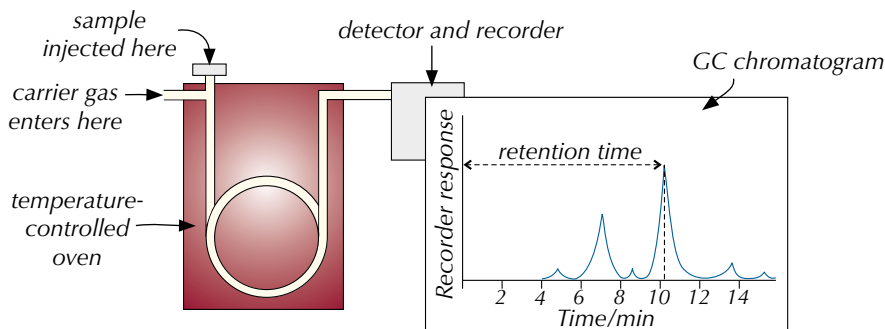 sample
injected here
detector and recorder
GC chromatogram
carrier gas
enters here
temperature-
controlled
oven
Recorder response
retention time
2 4 6 8 10 12 14
Time/min